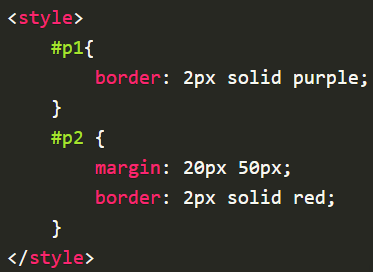 <style>
    #p1{
        border: 2px solid purple;
    }
    #p2 {
        margin: 20px 50px;
        border: 2px solid red;
    }
</style>